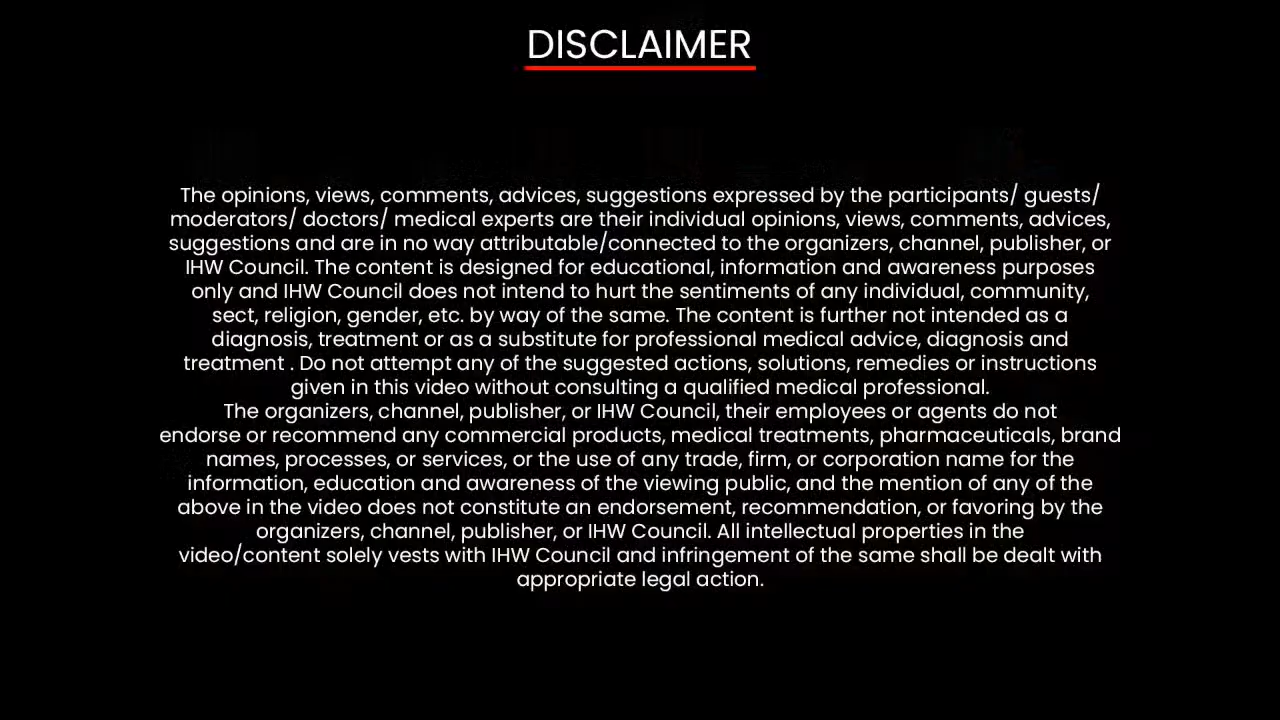 DISCLAIMER
The opinions, views, comments, advices, suggestions expressed by the participants/ guests/
moderators/ doctors/ medical experts are their individual opinions, views, comments, advices,
suggestions and are in no way attributable/connected to the organizers, channel, publisher, or
IHW Council. The content is designed for educational, information and awareness purposes
only and IHW Council does not intend to hurt the sentiments of any individual, community,
sect, religion, gender, etc. by way of the same. The content is further not intended as a
diagnosis, treatment or as a substitute for professional medical advice, diagnosis and
treatment . Do not attempt any of the suggested actions, solutions, remedies or instructions
given in this video without consulting a qualified medical professional.
The organizers, channel, publisher, or IHW Council, their employees or agents do not
endorse or recommend any commercial products, medical treatments, pharmaceuticals, brand
names, processes, or services, or the use of any trade, firm, or corporation name for the
information, education and awareness of the viewing public, and the mention of any of the
above in the video does not constitute an endorsement, recommendation, or favoring by the
organizers, channel, publisher, or IHW Council. All intellectual properties in the
video/content solely vests with IHW Council and infringement of the same shall be dealt with
appropriate legal action.